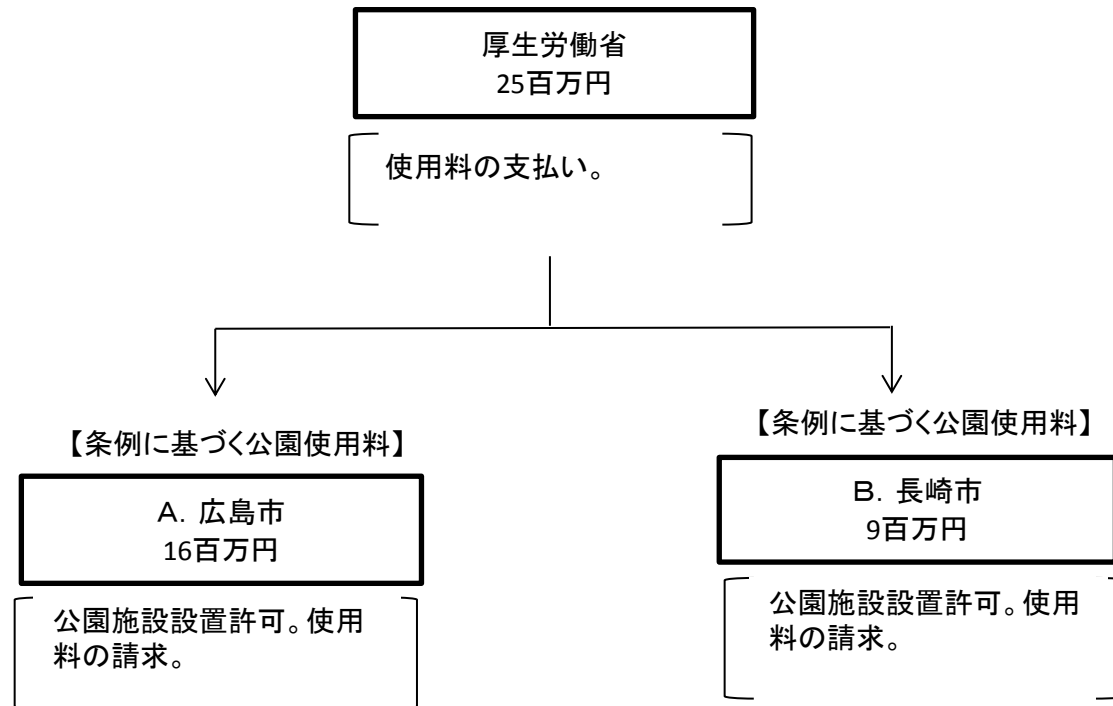 厚生労働省
25百万円
使用料の支払い。
【条例に基づく公園使用料】
A. 広島市
16百万円
公園施設設置許可。使用
料の請求。
【条例に基づく公園使用料】
B. 長崎市
9百万円
公園施設設置許可。使用
料の請求。